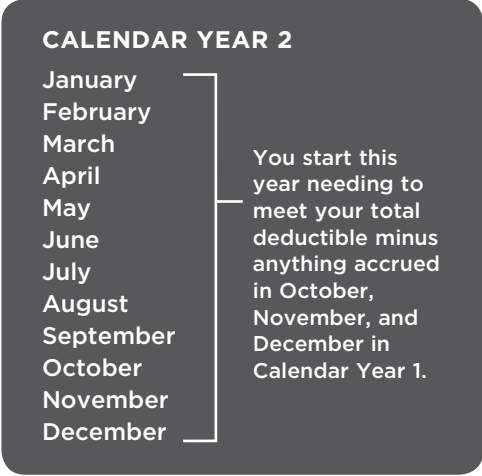 CALENDAR YEAR 2
January
February
March
April
May
June
July
August
September
October
November
December
You start this
year needing to
meet your total
deductible minus
anything accrued
in October,
November, and
December in
Calendar Year 1.